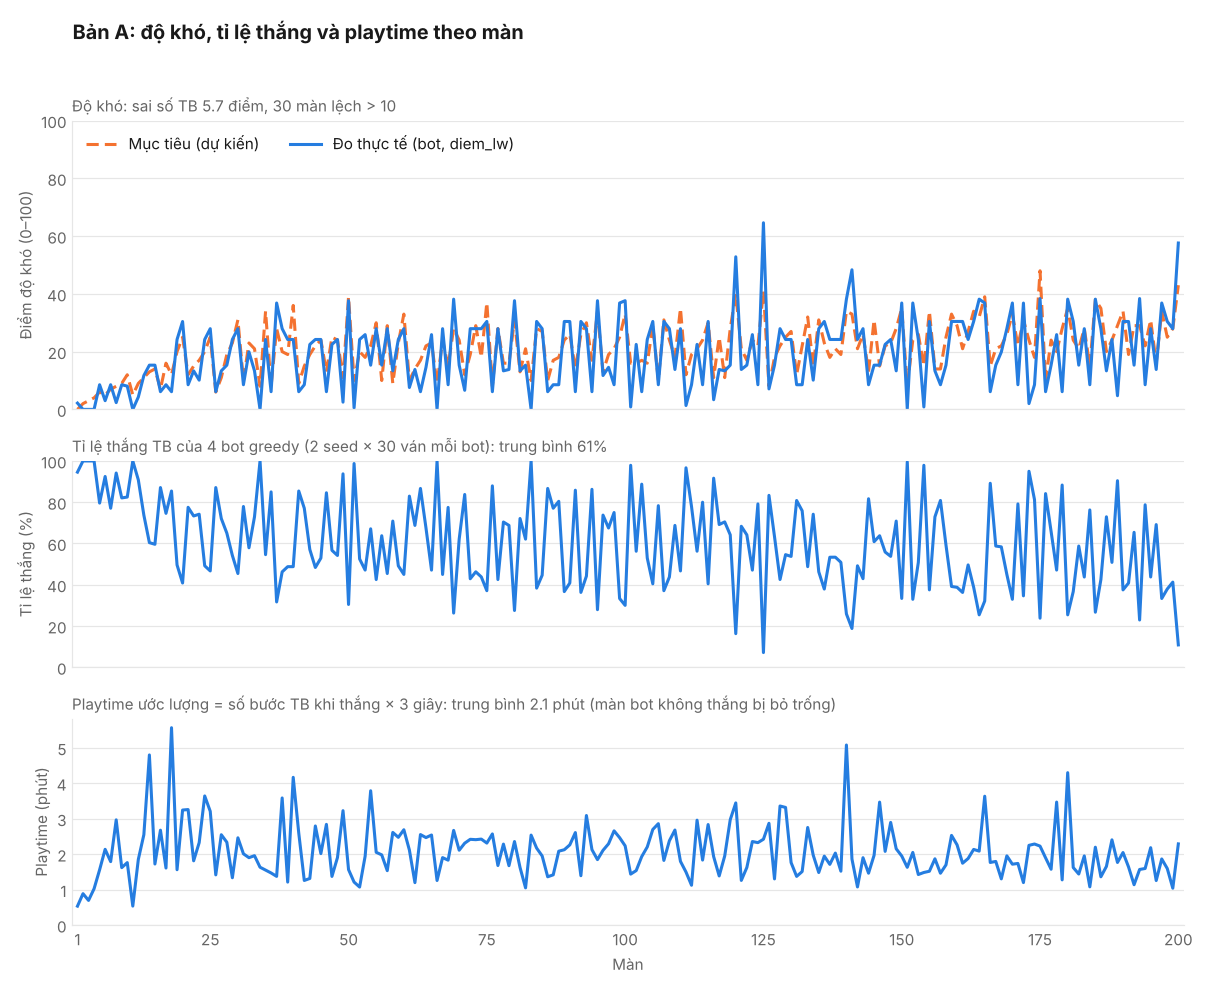 Bản A: độ khó, tỉ lệ thắng và playtime theo màn
Độ khó: sai số TB 5.7 điểm, 30 màn lệch > 10
Mục tiêu (dự kiến)
Đo thực tế (bot, diem_lw)
Điểm độ khó (0–100)
100
80
60
40
20
0
Tỉ lệ thắng TB của 4 bot greedy (2 seed × 30 ván mỗi bot): trung bình 61%
Tỉ lệ thắng (%)
100
80
60
40
20
0
Playtime ước lượng = số bước TB khi thắng × 3 giây: trung bình 2.1 phút (màn bot không thắng bị bỏ trống)
Playtime (phút)
5
4
3
2
1
0
1 25 50 75 100 125 150 175 200
Màn